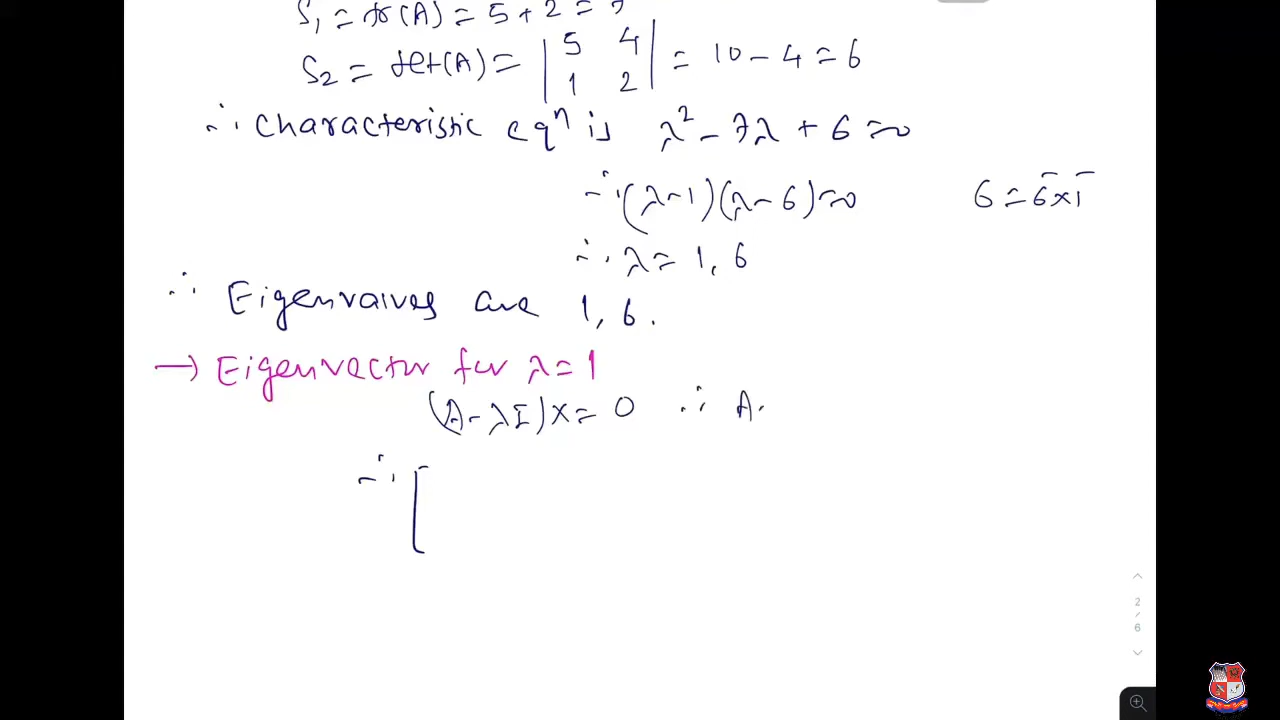 S₁ = tr(A) = 5 + 2 = 7
S₂ = det(A) = | 5 4 | = 10 - 4 = 6
| 1 2 |
∴ Characteristic eqⁿ is λ² - 7λ + 6 = 0
∴ (λ-1)(λ-6) = 0 6 = 6̄ × 1̄
∴ λ = 1, 6
∴ Eigenvalues are 1, 6.
→ Eigenvector for λ = 1
(A - λI)X = 0 ∴ A.
∴ [
2
/
6